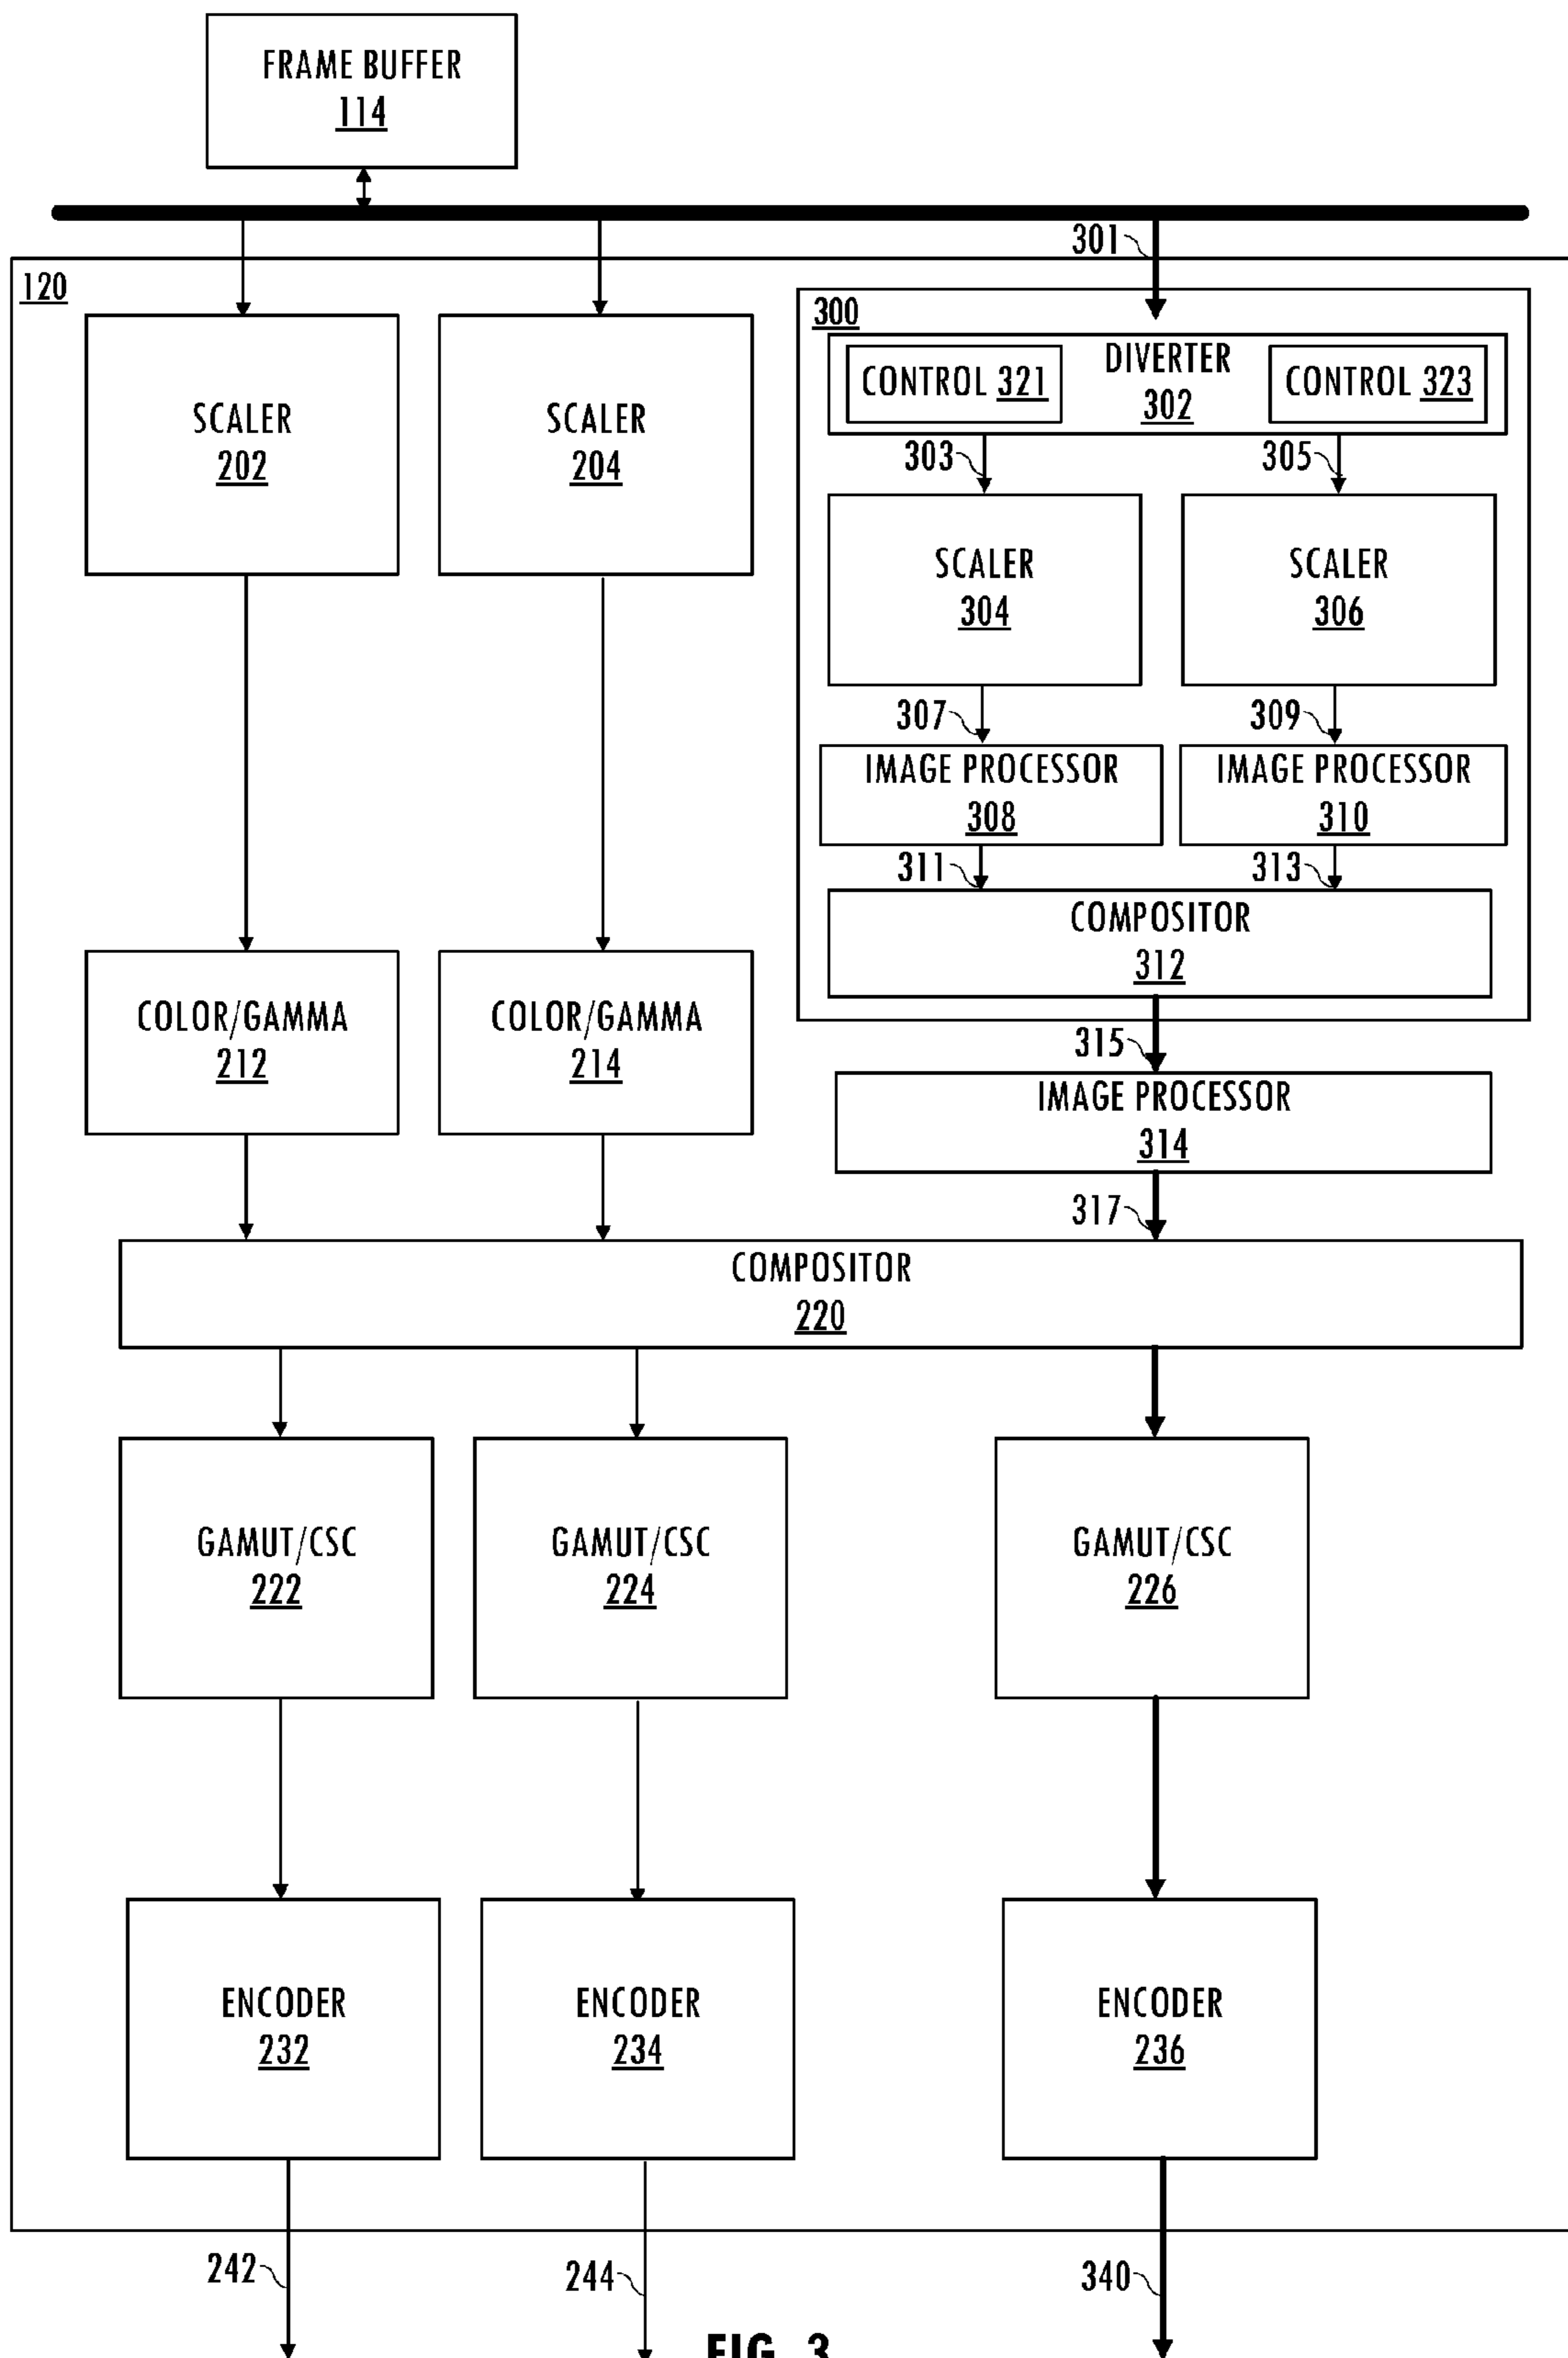 FRAME BUFFER
114
301
120
300
DIVERTER
302
CONTROL 321
CONTROL 323
SCALER
202
SCALER
204
303
305
SCALER
304
SCALER
306
307
309
IMAGE PROCESSOR
308
IMAGE PROCESSOR
310
311
313
COMPOSITOR
312
COLOR/GAMMA
212
COLOR/GAMMA
214
315
IMAGE PROCESSOR
314
317
COMPOSITOR
220
GAMUT/CSC
222
GAMUT/CSC
224
GAMUT/CSC
226
ENCODER
232
ENCODER
234
ENCODER
236
242
244
340
FIG. 3